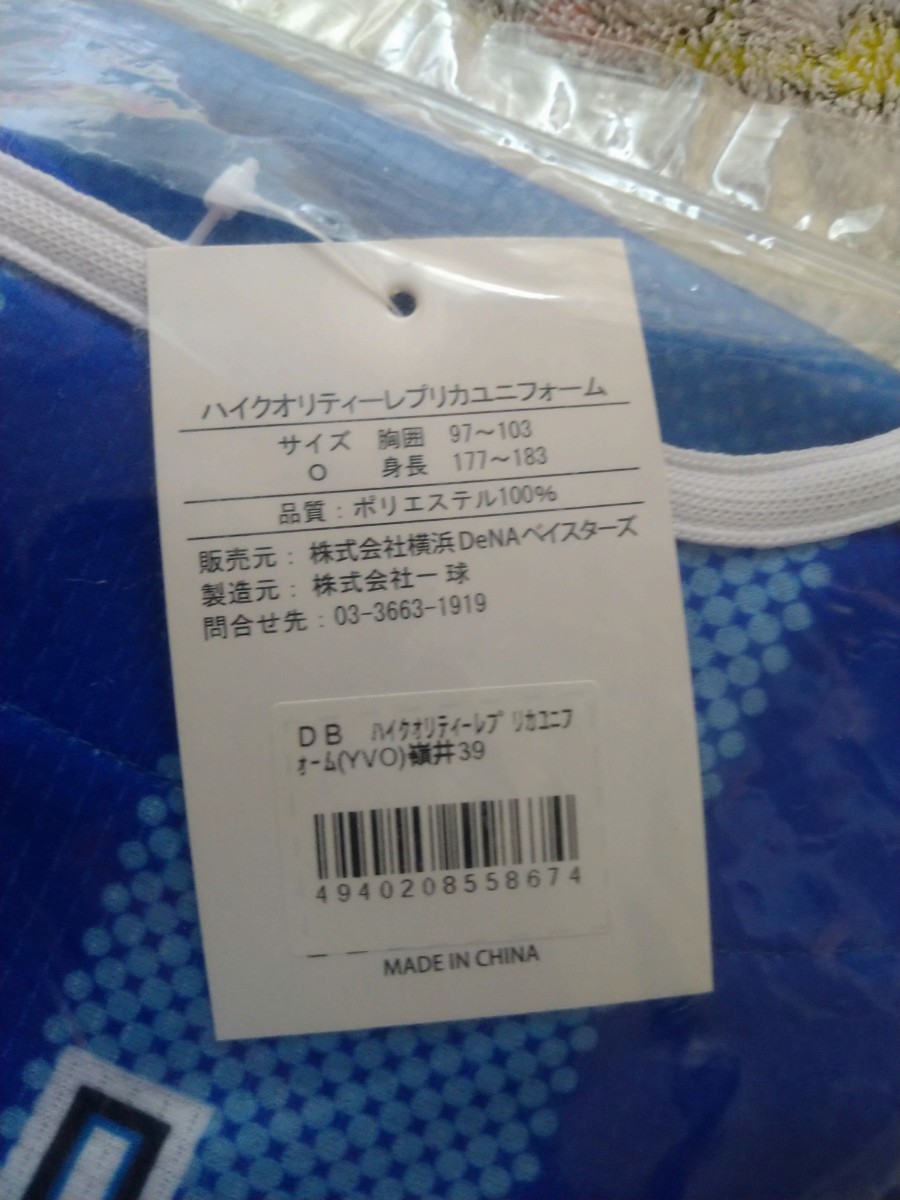 ハイクオリティーレプリカユニフォーム
サイズ 胸囲 97〜103
O 身長 177〜183
品質：ポリエステル100%
販売元： 株式会社横浜DeNAベイスターズ
製造元： 株式会社一球
問合せ先：03-3663-1919
DB ﾊｲｸｵﾘﾃｨｰﾚﾌﾟﾘｶﾕﾆﾌ
ｫｰﾑ(YVO)嶺井39
4940208558674
MADE IN CHINA